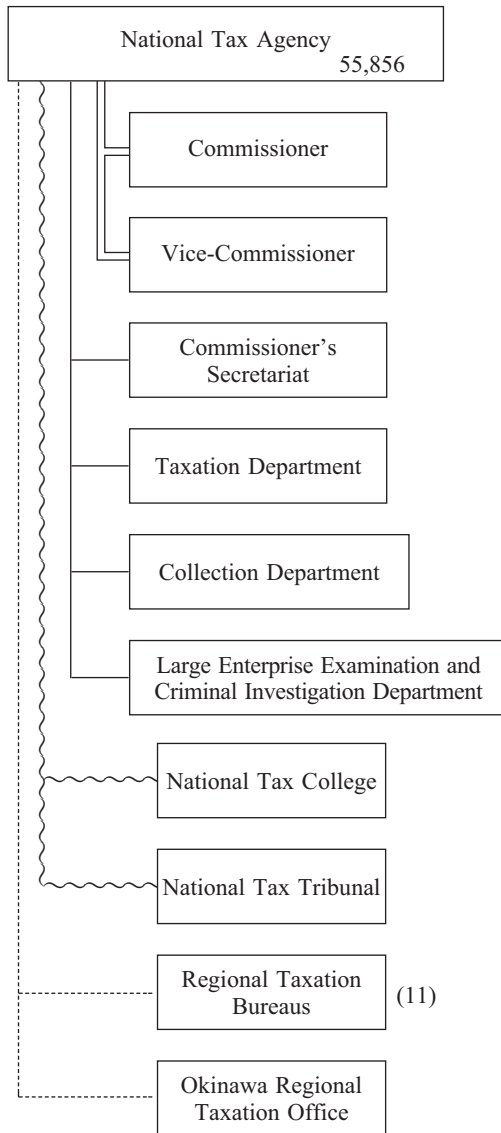 National Tax Agency
55,856
Commissioner
Vice-Commissioner
Commissioner’s
Secretariat
Taxation Department
Collection Department
Large Enterprise Examination and
Criminal Investigation Department
National Tax College
National Tax Tribunal
Regional Taxation
Bureaus
(11)
Okinawa Regional
Taxation Office